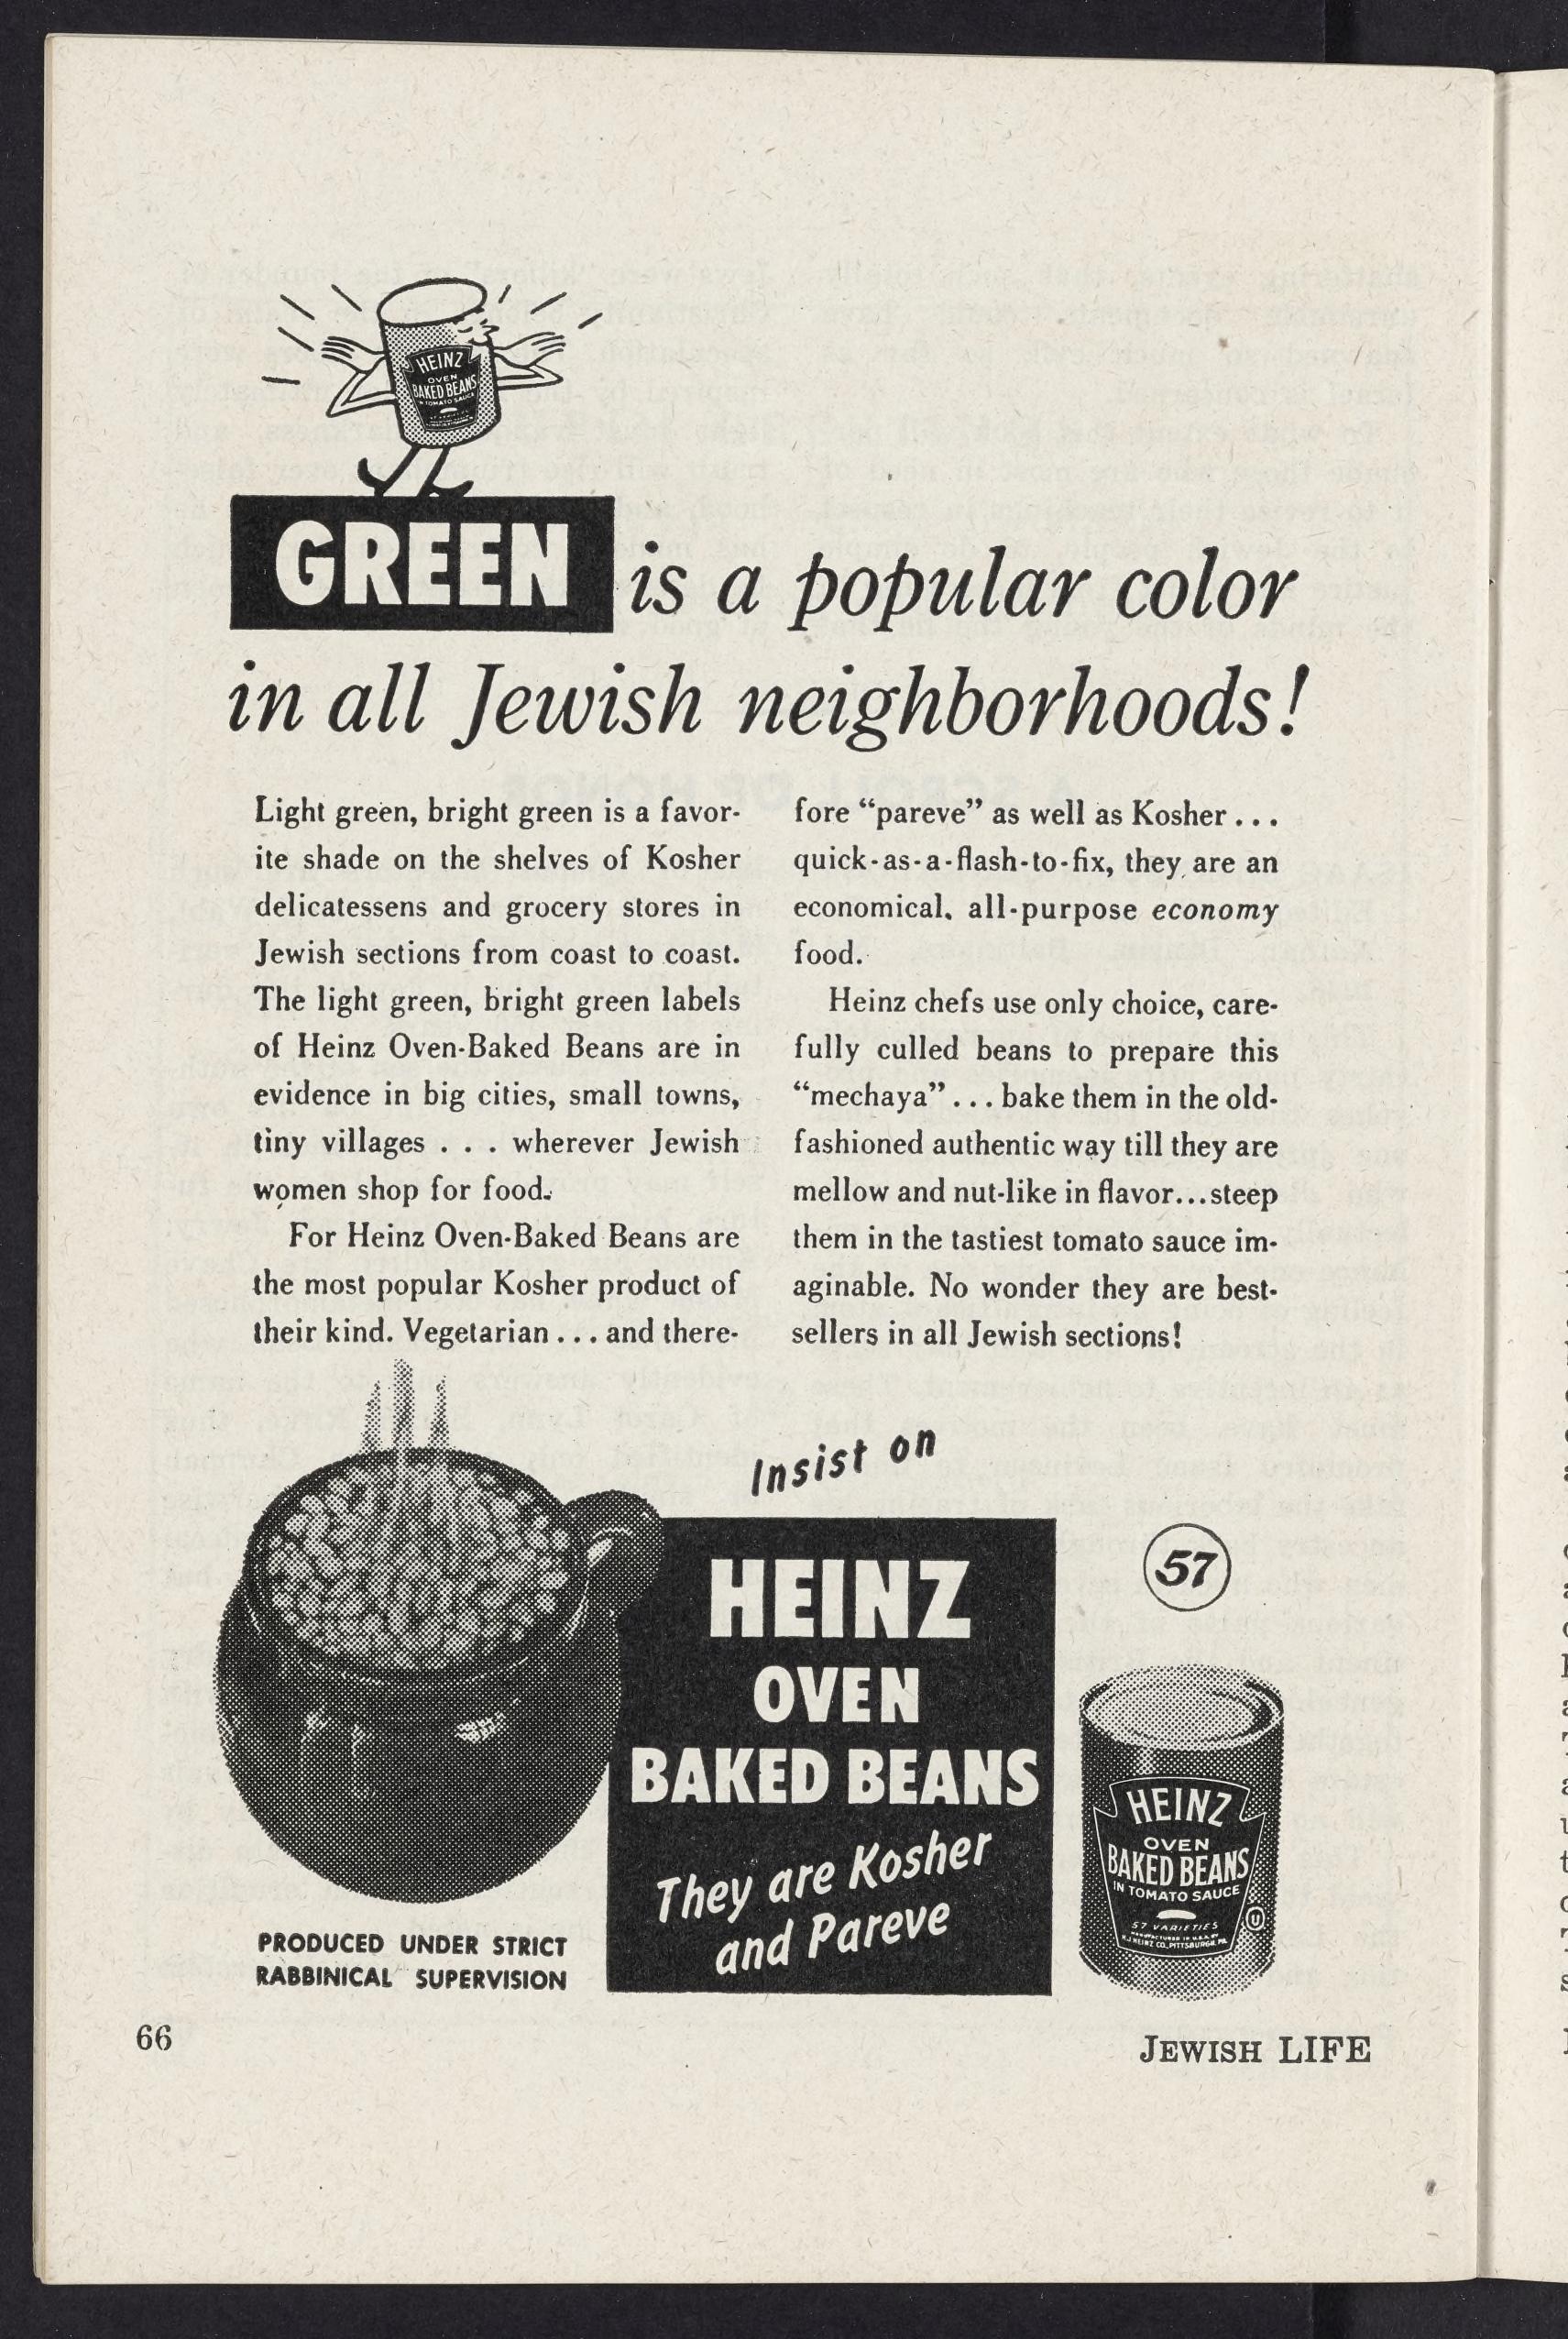 HEINZ
OVEN
BAKED BEANS
IN TOMATO SAUCE
GREEN is a popular color
in all Jewish neighborhoods!
Light green, bright green is a favor-
ite shade on the shelves of Kosher
delicatessens and grocery stores in
Jewish sections from coast to coast.
The light green, bright green labels
of Heinz Oven-Baked Beans are in
evidence in big cities, small towns,
tiny villages . . . wherever Jewish
women shop for food.
For Heinz Oven-Baked Beans are
the most popular Kosher product of
their kind. Vegetarian . . . and there-
fore “pareve” as well as Kosher . . .
quick-as-a-flash-to-fix, they are an
economical, all-purpose economy
food.
Heinz chefs use only choice, care-
fully culled beans to prepare this
“mechaya” . . . bake them in the old-
fashioned authentic way till they are
mellow and nut-like in flavor...steep
them in the tastiest tomato sauce im-
aginable. No wonder they are best-
sellers in all Jewish sections!
Insist on
HEINZ
OVEN
BAKED BEANS
They are Kosher
and Pareve
57
HEINZ
OVEN
BAKED BEANS
IN TOMATO SAUCE
57 VARIETIES
MANUFACTURED IN U.S.A. BY
H.J. HEINZ CO., PITTSBURGH, PA.
U
PRODUCED UNDER STRICT
RABBINICAL SUPERVISION
66
JEWISH LIFE